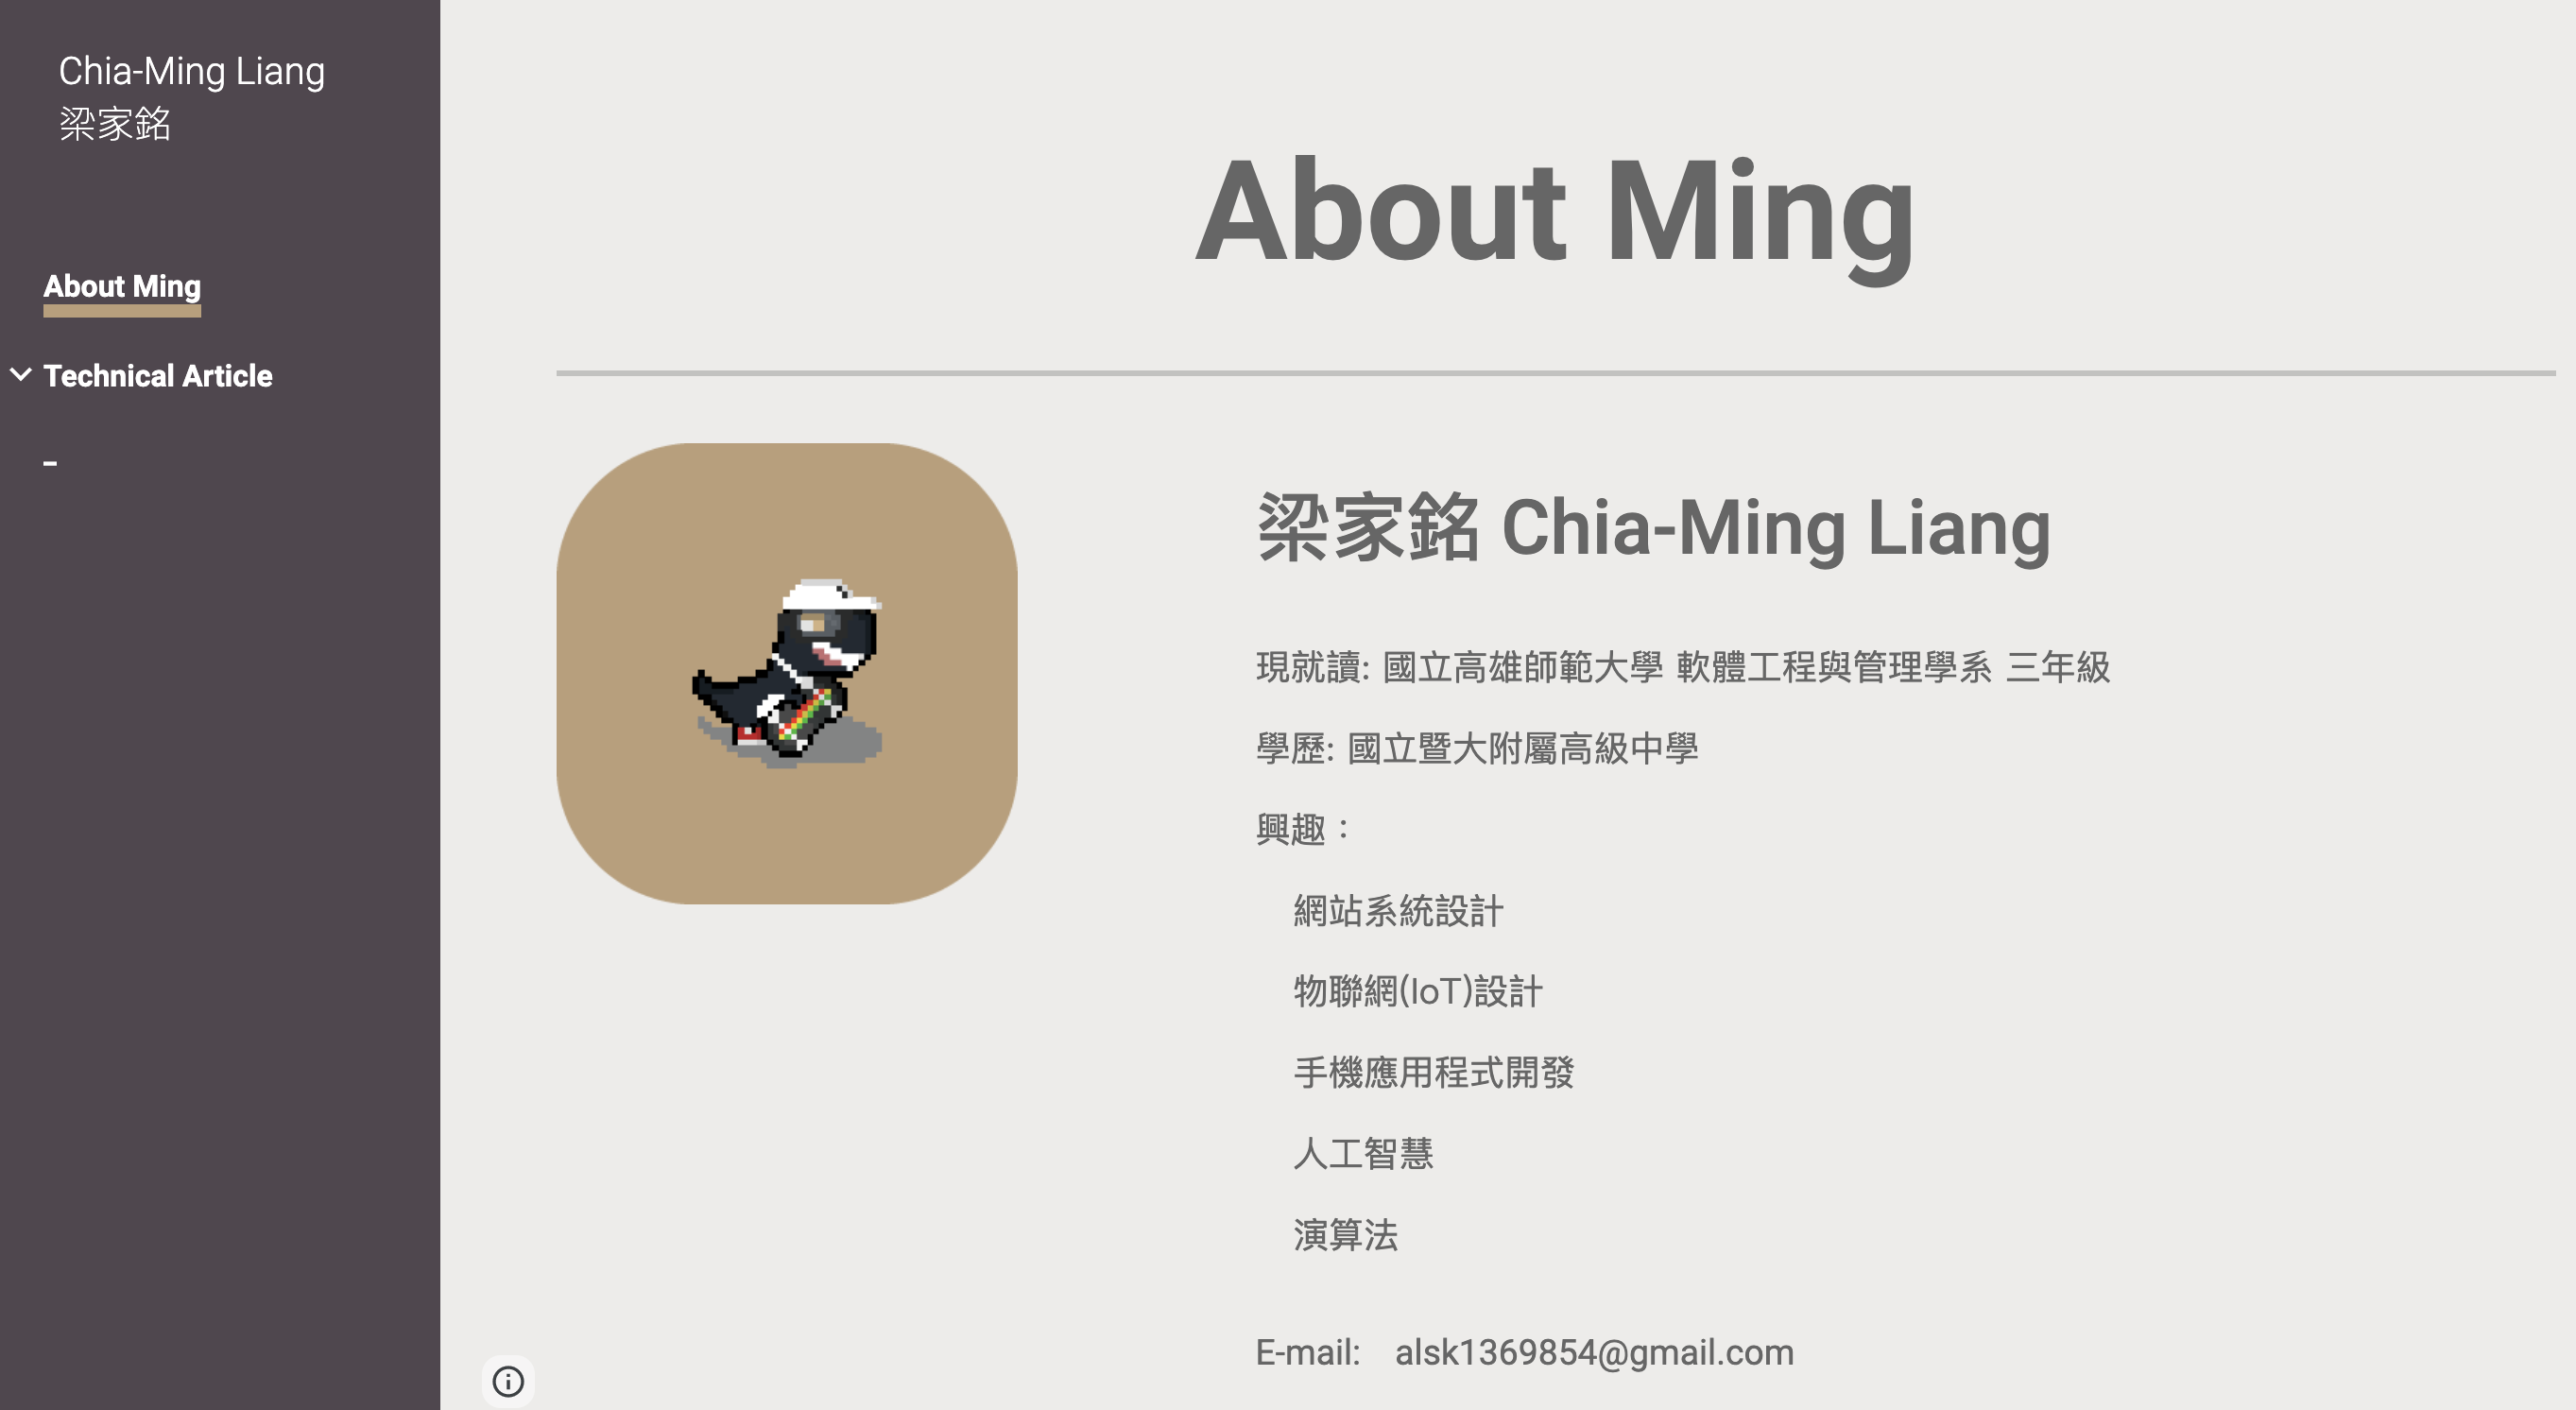 Chia-Ming Liang
梁家銘
About Ming
Technical Article
-
About Ming
梁家銘 Chia-Ming Liang
現就讀: 國立高雄師範大學 軟體工程與管理學系 三年級
學歷: 國立暨大附屬高級中學
興趣：
網站系統設計
物聯網(IoT)設計
手機應用程式開發
人工智慧
演算法
E-mail: alsk1369854@gmail.com